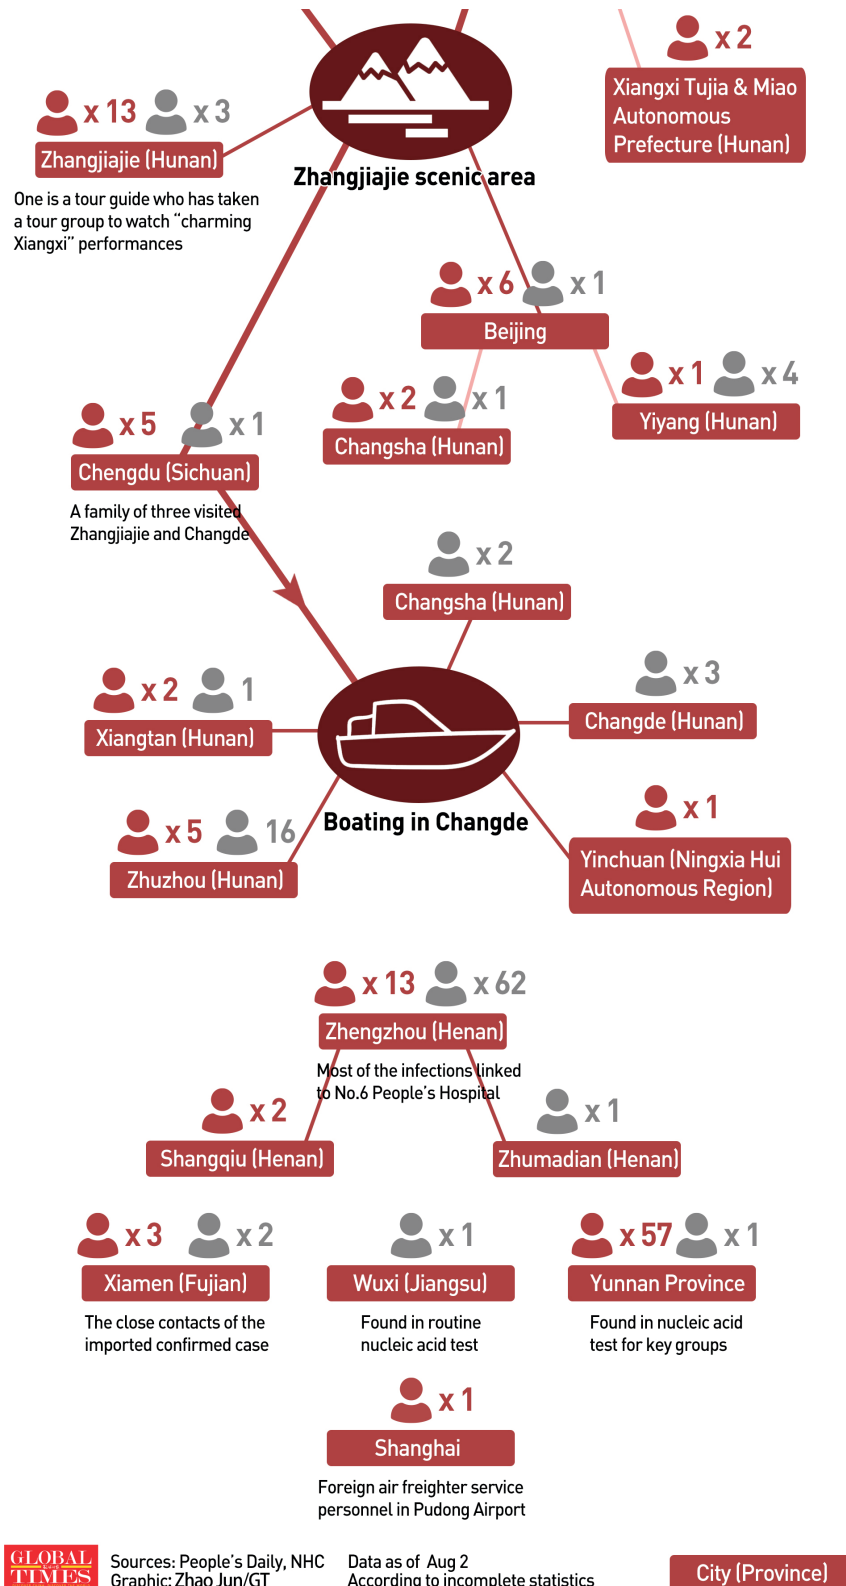 x 2
Xiangxi Tujia & Miao
Autonomous
Prefecture (Hunan)
x 13 x 3
Zhangjiajie (Hunan)
One is a tour guide who has taken
a tour group to watch “charming
Xiangxi” performances
Zhangjiajie scenic area
x 6 x 1
Beijing
x 1 x 4
Yiyang (Hunan)
x 2 x 1
Changsha (Hunan)
x 5 x 1
Chengdu (Sichuan)
A family of three visited
Zhangjiajie and Changde
x 2
Changsha (Hunan)
x 2 1
Xiangtan (Hunan)
x 3
Changde (Hunan)
x 5 16
Zhuzhou (Hunan)
Boating in Changde
x 1
Yinchuan (Ningxia Hui
Autonomous Region)
x 13 x 62
Zhengzhou (Henan)
Most of the infections linked
to No.6 People's Hospital
x 2
Shangqiu (Henan)
x 1
Zhumadian (Henan)
x 3 x 2
Xiamen (Fujian)
The close contacts of the
imported confirmed case
x 1
Wuxi (Jiangsu)
Found in routine
nucleic acid test
x 57 x 1
Yunnan Province
Found in nucleic acid
test for key groups
x 1
Shanghai
Foreign air freighter service
personnel in Pudong Airport
GLOBAL
TIMES
Sources: People's Daily, NHC
Graphic: Zhao Jun/GT
Data as of Aug 2
According to incomplete statistics
City (Province)